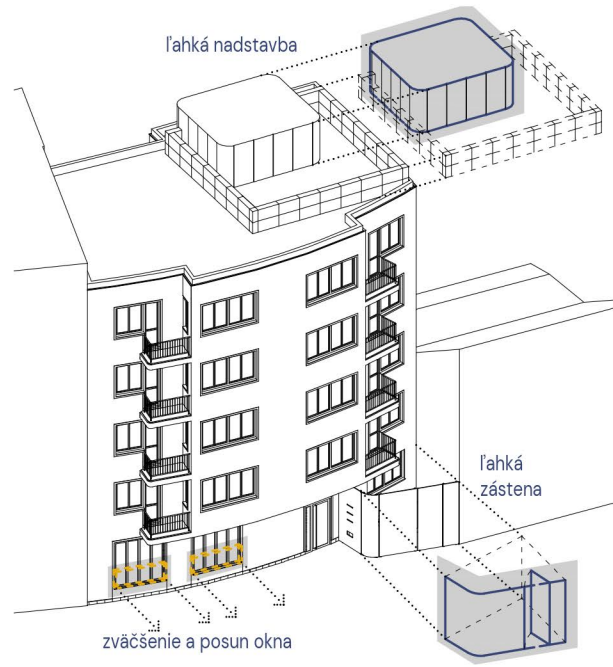 ľahká nadstavba
ľahká
zástena
zväčšenie a posun okna